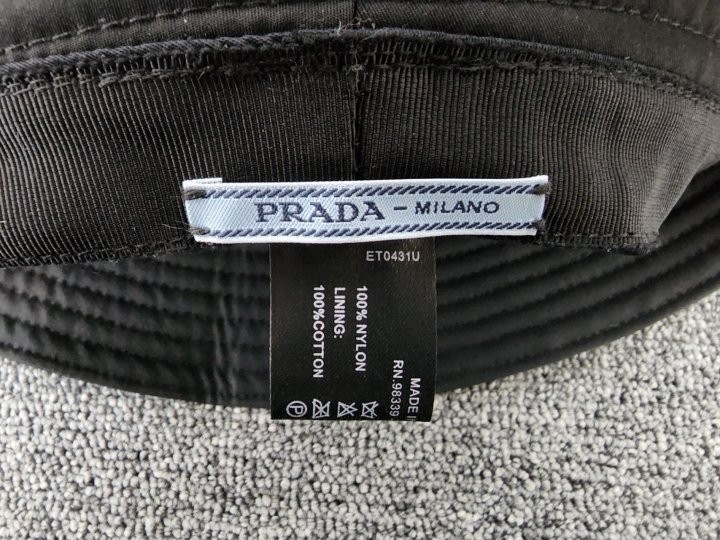 PRADA - MILANO
ET0431U
100% NYLON
LINING:
100%COTTON
MADE I
RN.98339